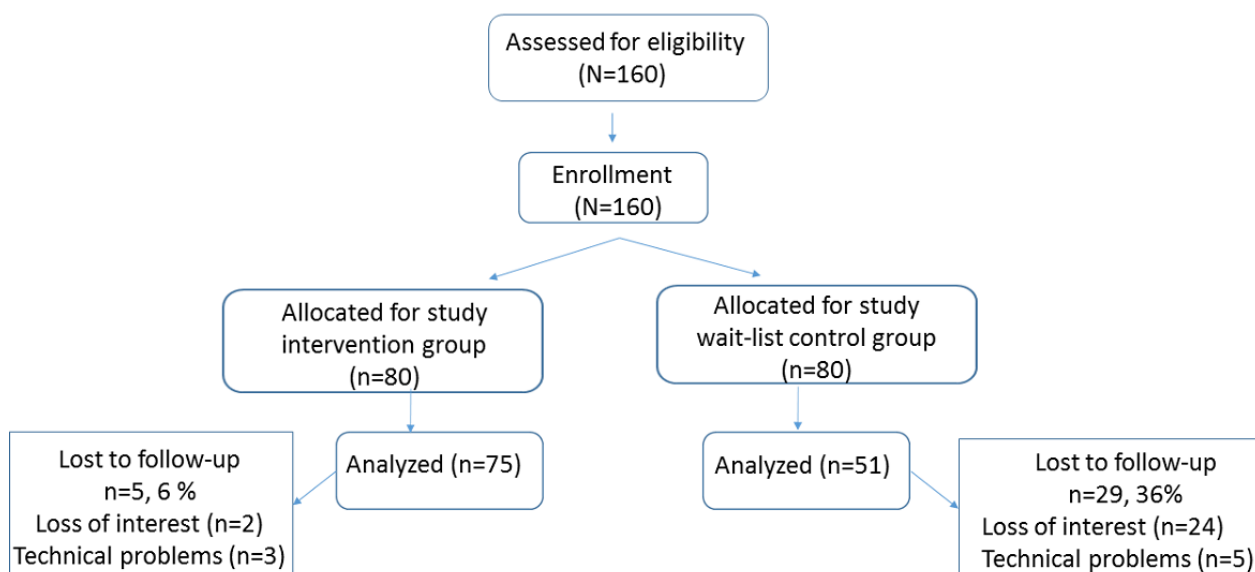 Assessed for eligibility
(N=160)
Enrollment
(N=160)
Allocated for study
intervention group
(n=80)
Allocated for study
wait-list control group
(n=80)
Lost to follow-up
n=5, 6 %
Loss of interest (n=2)
Technical problems (n=3)
Analyzed (n=75)
Analyzed (n=51)
Lost to follow-up
n=29, 36%
Loss of interest (n=24)
Technical problems (n=5)